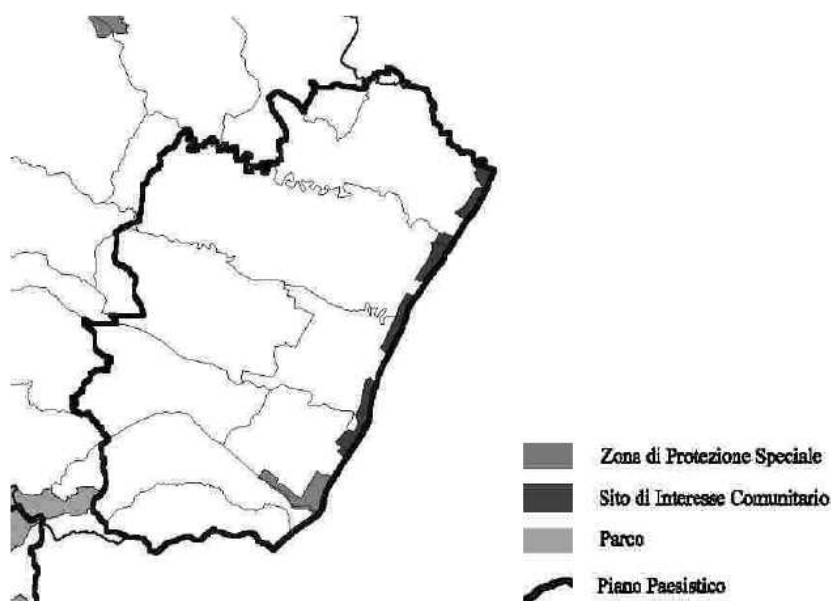 Zona di Protezione Speciale
Sito di Interesse Comunitario
Parco
Piano Paesistico